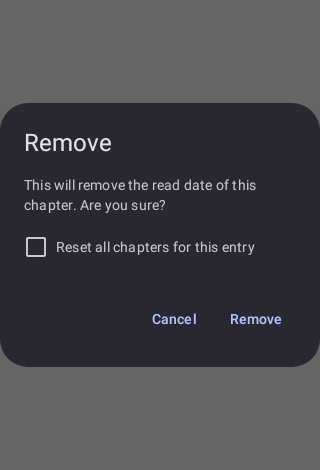 Remove
This will remove the read date of this
chapter. Are you sure?
Reset all chapters for this entry
Cancel
Remove